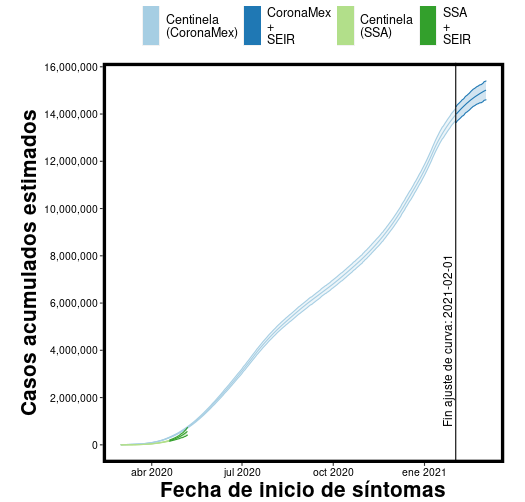 Centinela
(CoronaMex)
CoronaMex
+
SEIR
Centinela
(SSA)
SSA
+
SEIR
Casos acumulados estimados
16,000,000
14,000,000
12,000,000
10,000,000
8,000,000
6,000,000
4,000,000
2,000,000
0
Fin ajuste de curva: 2021-02-01
abr 2020
jul 2020
oct 2020
ene 2021
Fecha de inicio de síntomas